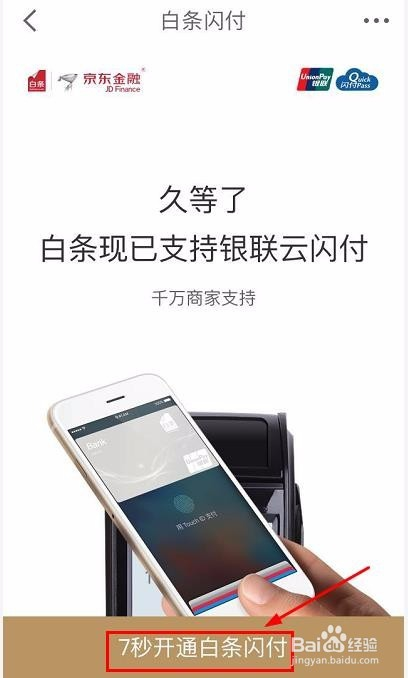 白条闪付
白条 京东金融
JD Finance
UnionPay 银联 Quick Pass 闪付
久等了
白条现已支持银联云闪付
千万商家支持
Bank
UnionPay 银联
用 Touch ID 支付
7秒开通白条闪付
Baidu经验
jingyan.baidu.com